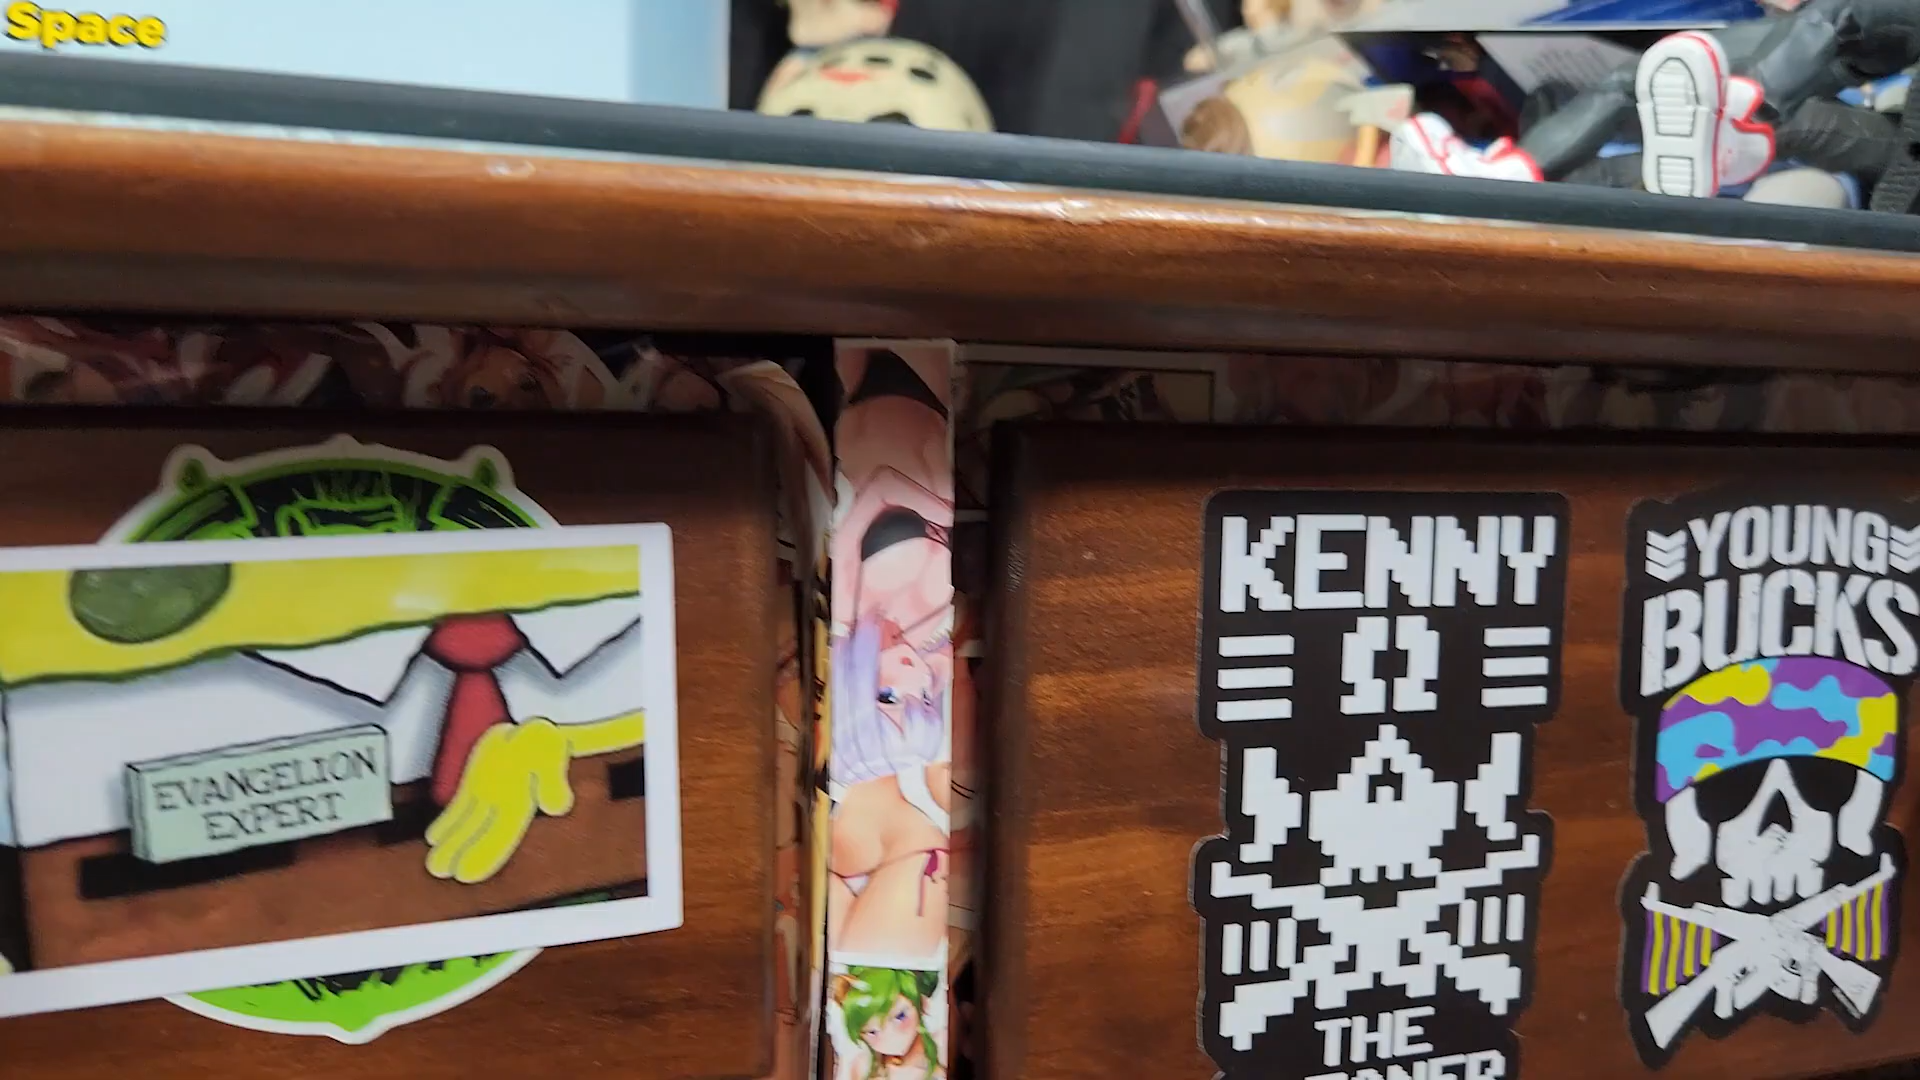 Space
EVANGELION
EXPERT
KENNY
Ω
THE
YOUNG
BUCKS